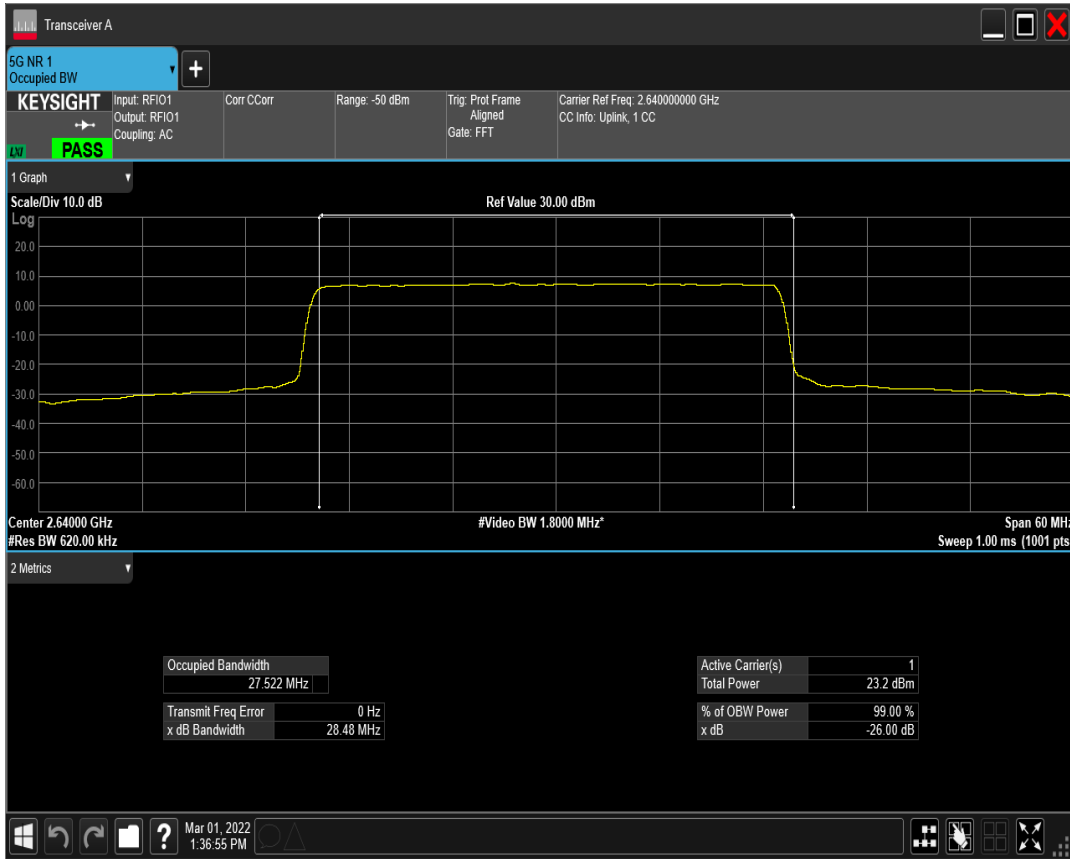 Transceiver A
5G NR 1
Occupied BW
+
KEYSIGHT
LXI
PASS
Input: RFIO1
Output: RFIO1
Coupling: AC
Corr CCorr
Range: -50 dBm
Trig: Prot Frame
Aligned
Gate: FFT
Carrier Ref Freq: 2.640000000 GHz
CC Info: Uplink, 1 CC
1 Graph
Scale/Div 10.0 dB
Ref Value 30.00 dBm
Log
20.0
10.0
0.00
-10.0
-20.0
-30.0
-40.0
-50.0
-60.0
Center 2.64000 GHz
#Video BW 1.8000 MHz*
Span 60 MHz
#Res BW 620.00 kHz
Sweep 1.00 ms (1001 pts
2 Metrics
Occupied Bandwidth
27.522 MHz
Transmit Freq Error 0 Hz
x dB Bandwidth 28.48 MHz
Active Carrier(s) 1
Total Power 23.2 dBm
% of OBW Power 99.00 %
x dB -26.00 dB
?
Mar 01, 2022
1:36:55 PM